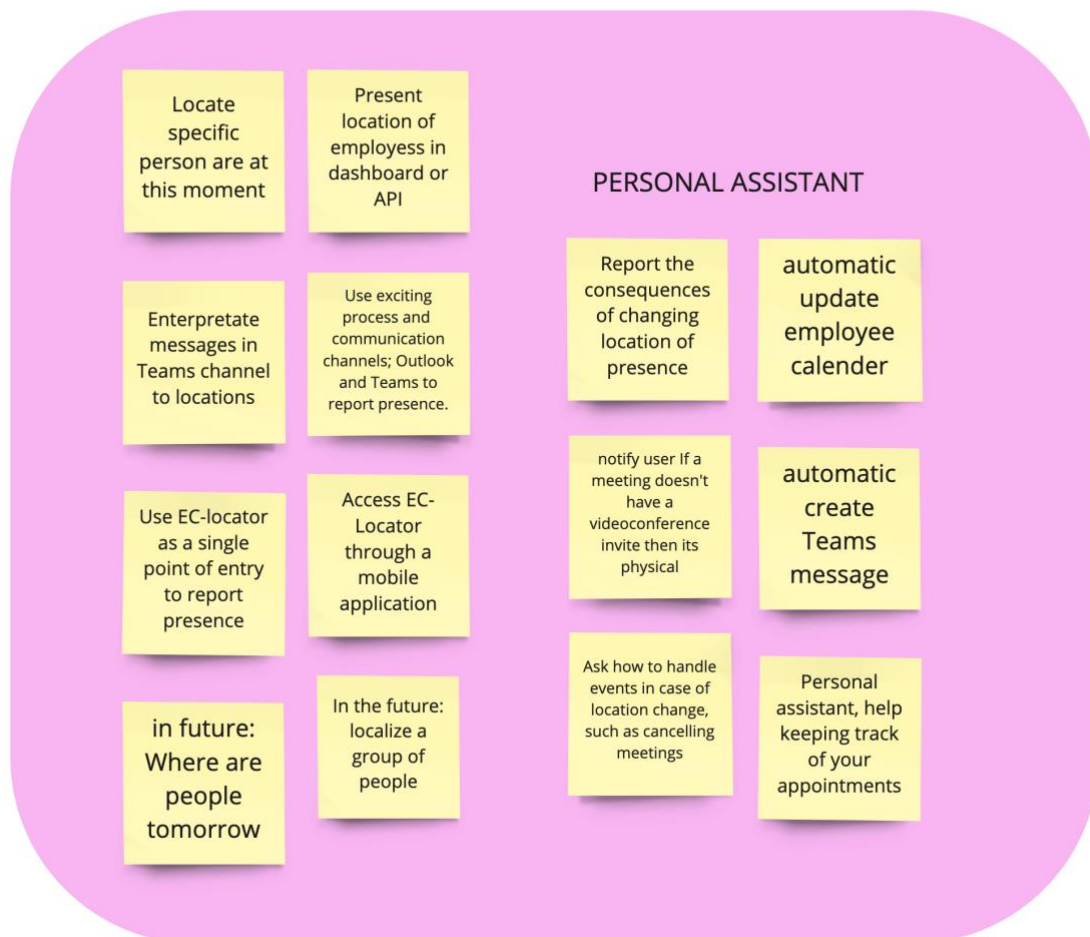 Locate
specific
person are at
this moment
Present
location of
employess in
dashboard or
API
Enterpretate
messages in
Teams channel
to locations
Use exciting
process and
communication
channels; Outlook
and Teams to
report presence.
Use EC-locator
as a single
point of entry
to report
presence
Access EC-
Locator
through a
mobile
application
in future:
Where are
people
tomorrow
In the future:
localize a
group of
people
PERSONAL ASSISTANT
Report the
consequences
of changing
location of
presence
automatic
update
employee
calender
notify user If a
meeting doesn't
have a
videoconference
invite then its
physical
automatic
create
Teams
message
Ask how to handle
events in case of
location change,
such as cancelling
meetings
Personal
assistant, help
keeping track
of your
appointments